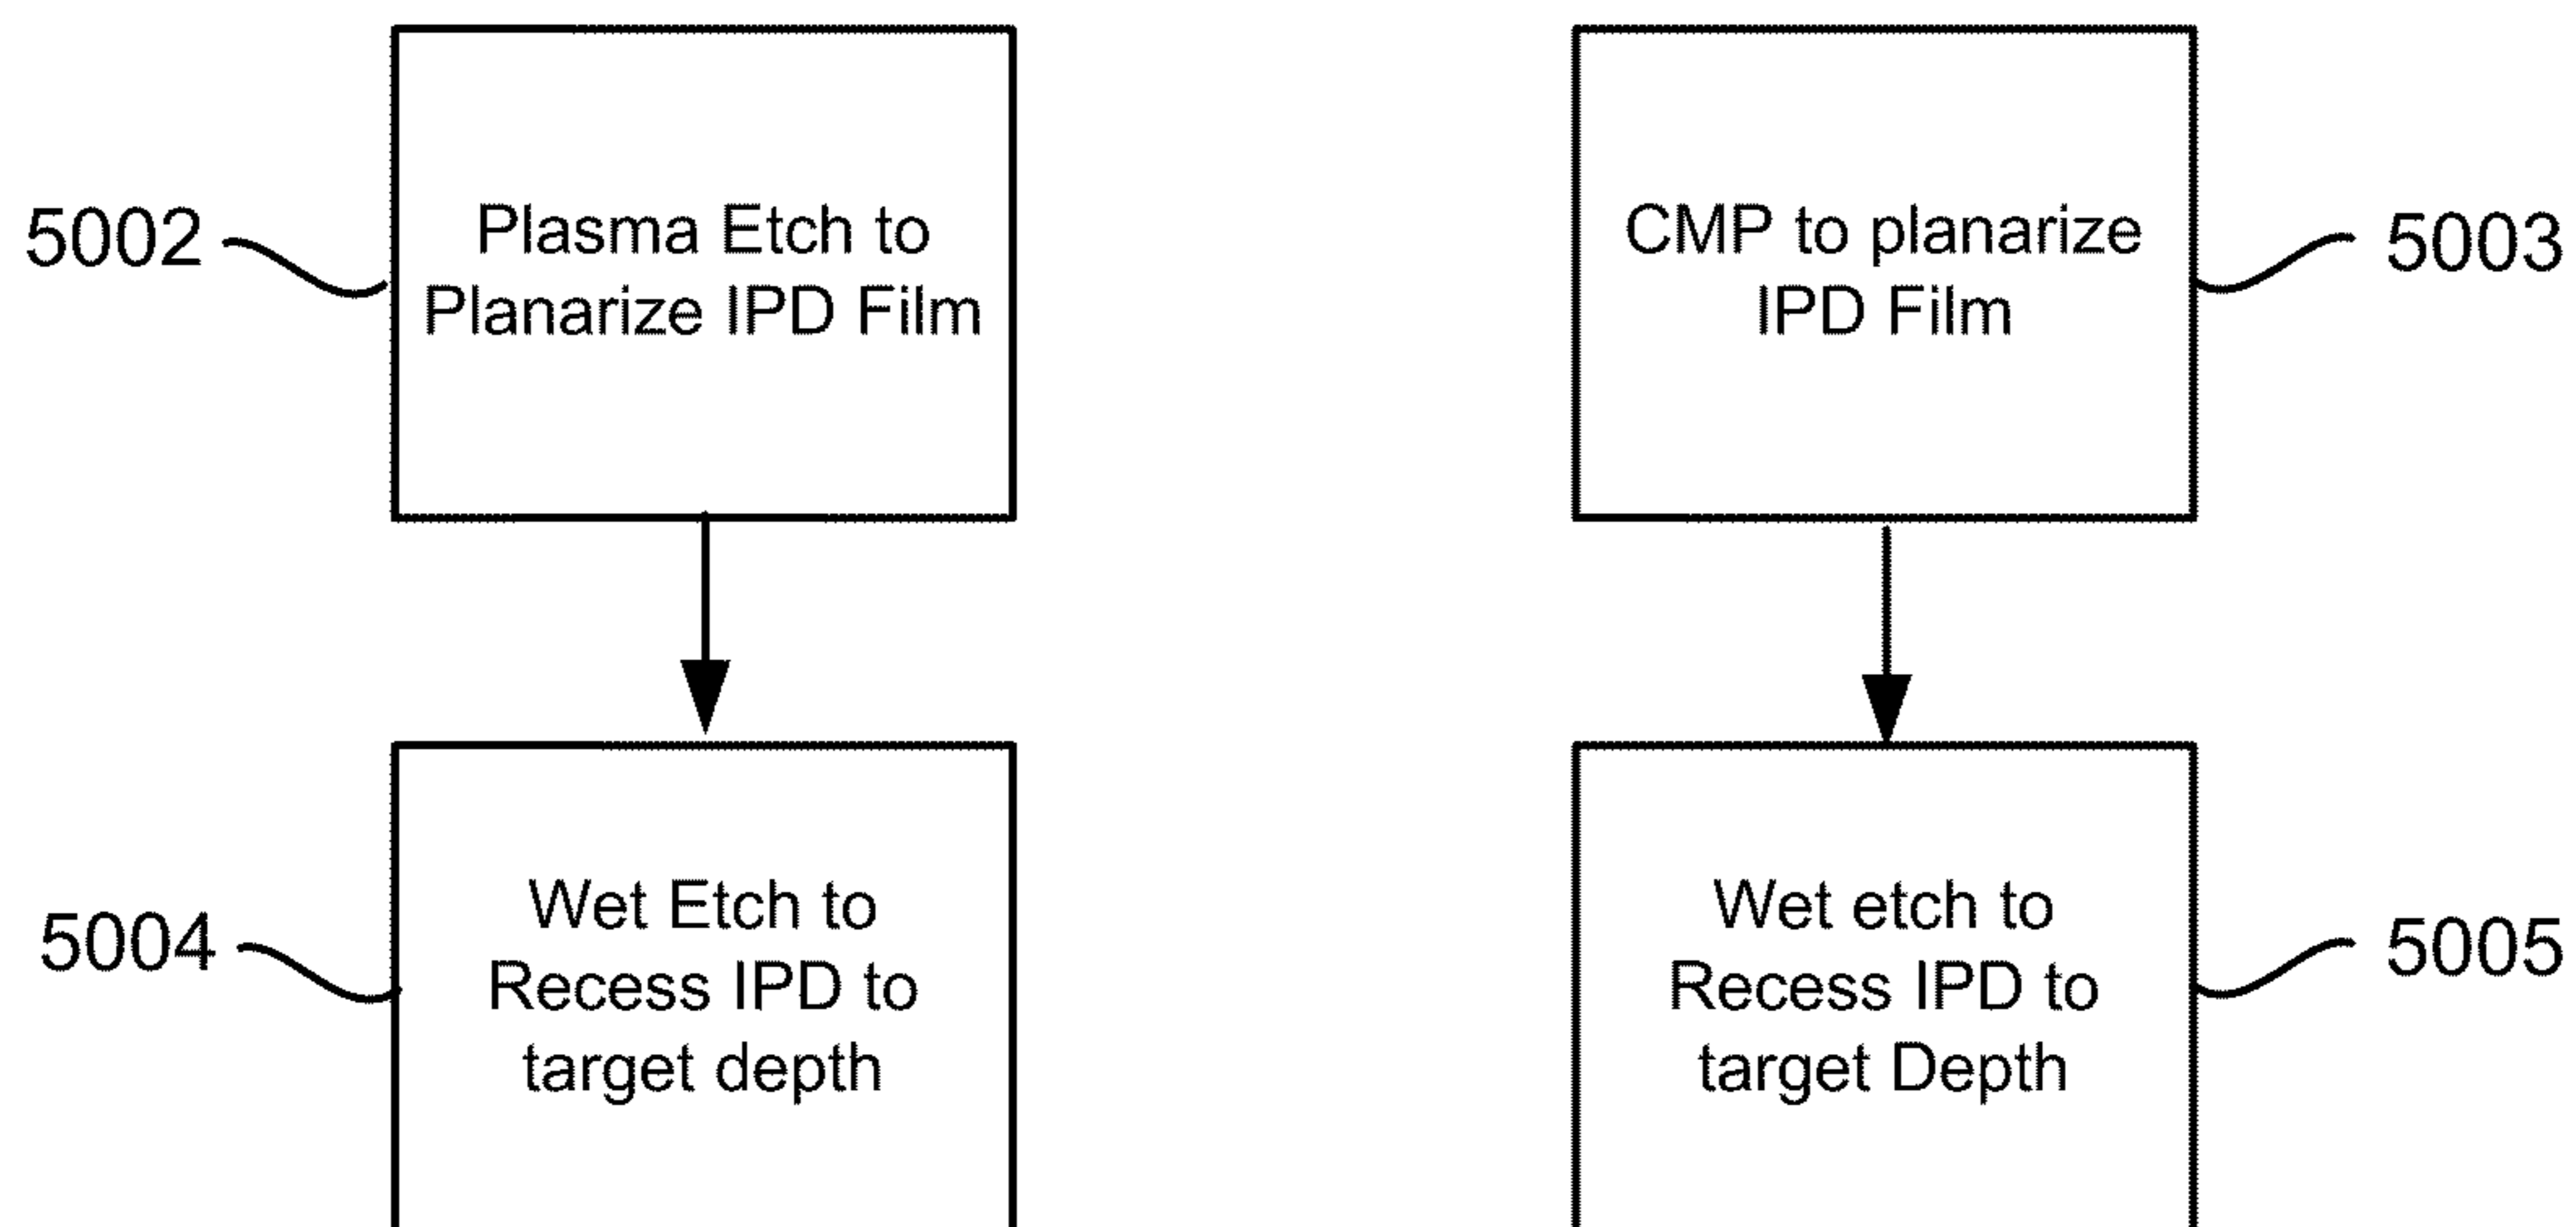 5002
Plasma Etch to
Planarize IPD Film
CMP to planarize
IPD Film
5003
5004
Wet Etch to
Recess IPD to
target depth
Wet etch to
Recess IPD to
target Depth
5005